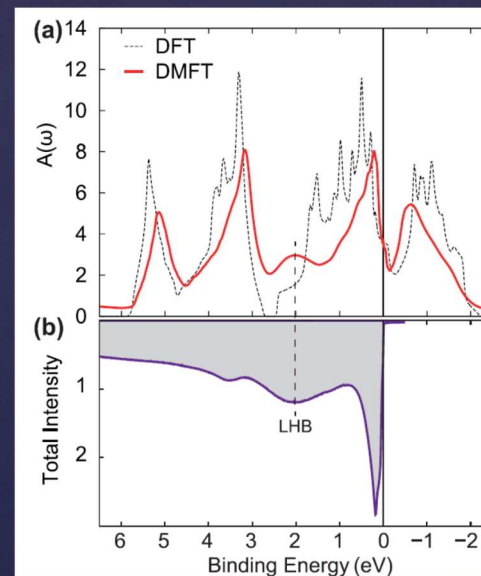 (a)
DFT
DMFT
14
12
10
8
6
4
2
0
A(ω)
(b)
1
2
Total Intensity
LHB
6 5 4 3 2 1 0 −1 −2
Binding Energy (eV)